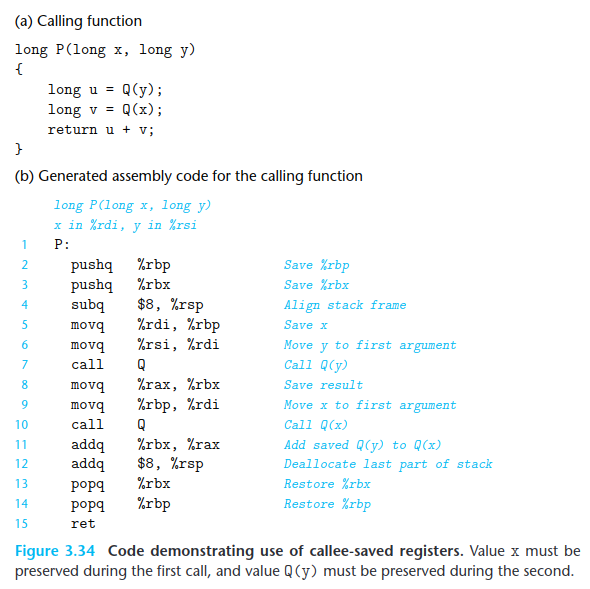 (a) Calling function
long P(long x, long y)
{
    long u = Q(y);
    long v = Q(x);
    return u + v;
}
(b) Generated assembly code for the calling function
long P(long x, long y)
x in %rdi, y in %rsi
1 P:
2 pushq %rbp Save %rbp
3 pushq %rbx Save %rbx
4 subq $8, %rsp Align stack frame
5 movq %rdi, %rbp Save x
6 movq %rsi, %rdi Move y to first argument
7 call Q Call Q(y)
8 movq %rax, %rbx Save result
9 movq %rbp, %rdi Move x to first argument
10 call Q Call Q(x)
11 addq %rbx, %rax Add saved Q(y) to Q(x)
12 addq $8, %rsp Deallocate last part of stack
13 popq %rbx Restore %rbx
14 popq %rbp Restore %rbp
15 ret
Figure 3.34 Code demonstrating use of callee-saved registers. Value x must be
preserved during the first call, and value Q(y) must be preserved during the second.